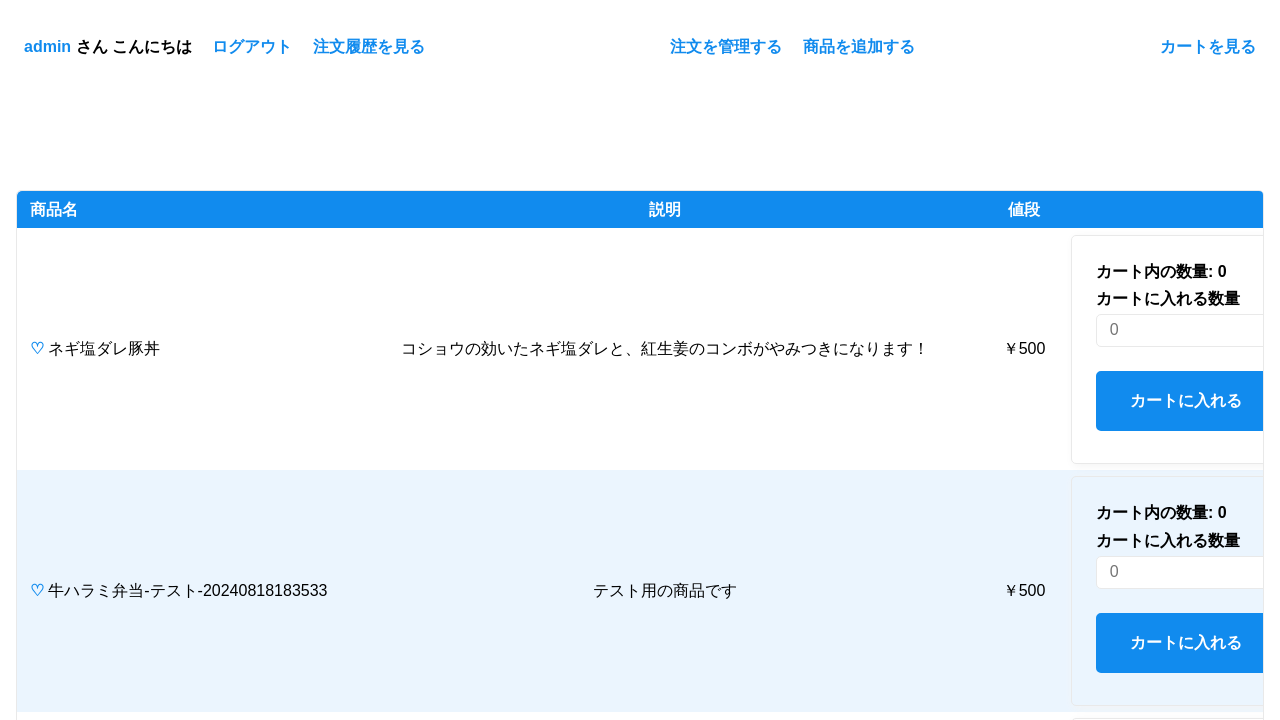 admin さん こんにちは ログアウト 注文履歴を見る 注文を管理する 商品を追加する カートを見る
商品名 説明 値段
カート内の数量: 0
カートに入れる数量
0
♡ ネギ塩ダレ豚丼 コショウの効いたネギ塩ダレと、紅生姜のコンボがやみつきになります！ ￥500
カートに入れる
カート内の数量: 0
カートに入れる数量
0
♡ 牛ハラミ弁当-テスト-20240818183533 テスト用の商品です ￥500
カートに入れる